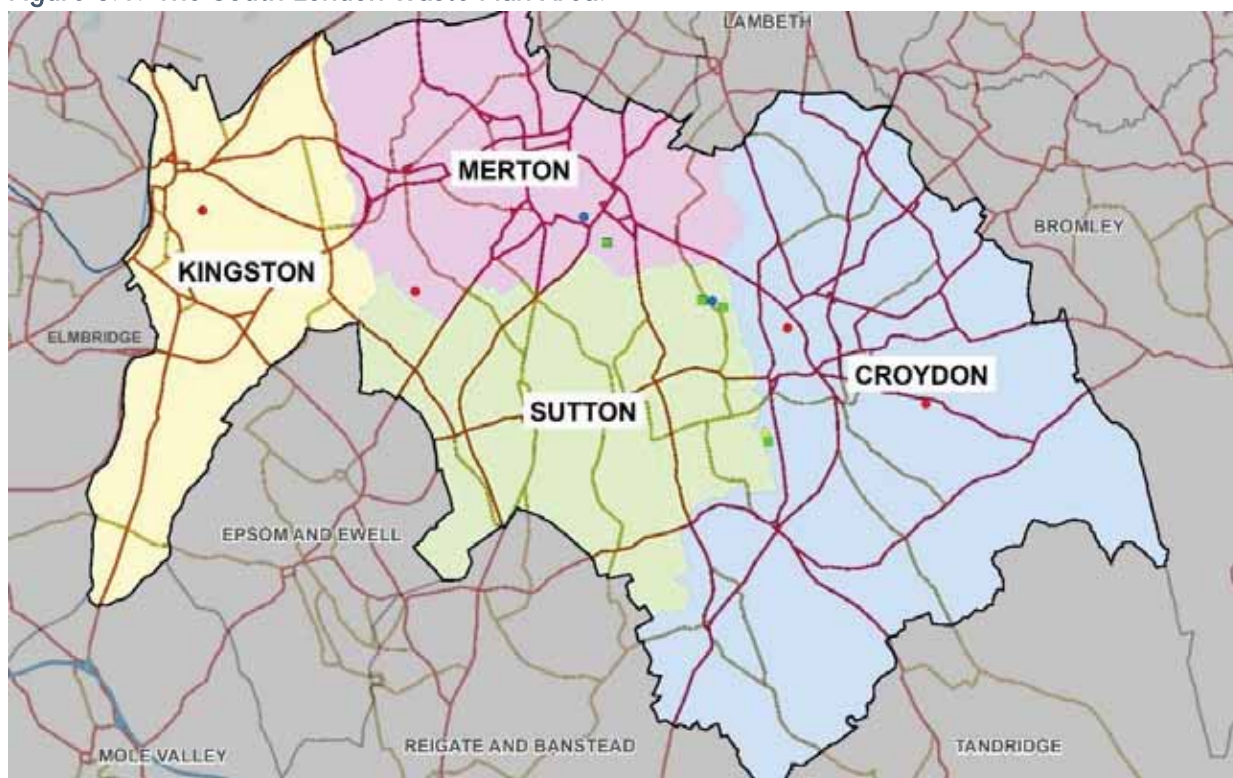 LAMBETH
MERTON
BROMLEY
KINGSTON
ELMBRIDGE
CROYDON
SUTTON
EPSOM AND EWELL
MOLE VALLEY
REIGATE AND BANSTEAD
TANDRIDGE